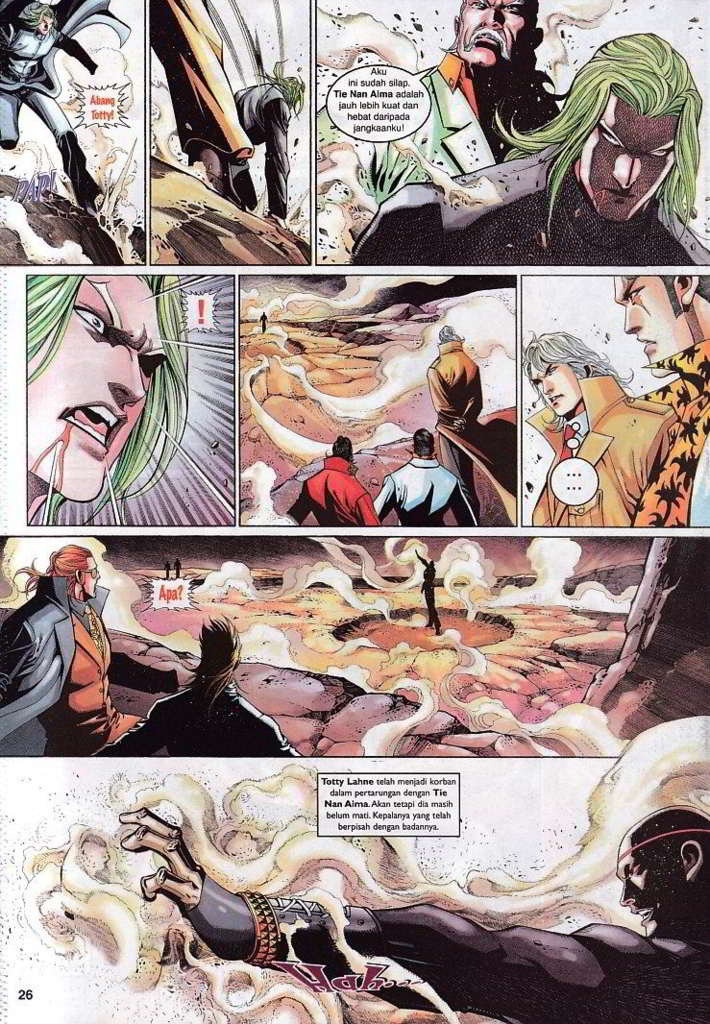 Abang
Totty!
PAP!
Aku
ini sudah silap.
Tie Nan Aima adalah
jauh lebih kuat dan
hebat daripada
jangkaanku!
!
...
Apa?
Totty Lahne telah menjadi korban
dalam pertarungan dengan Tie
Nan Aima. Akan tetapi dia masih
belum mati. Kepalanya yang telah
berpisah dengan badannya.
Hah...
26